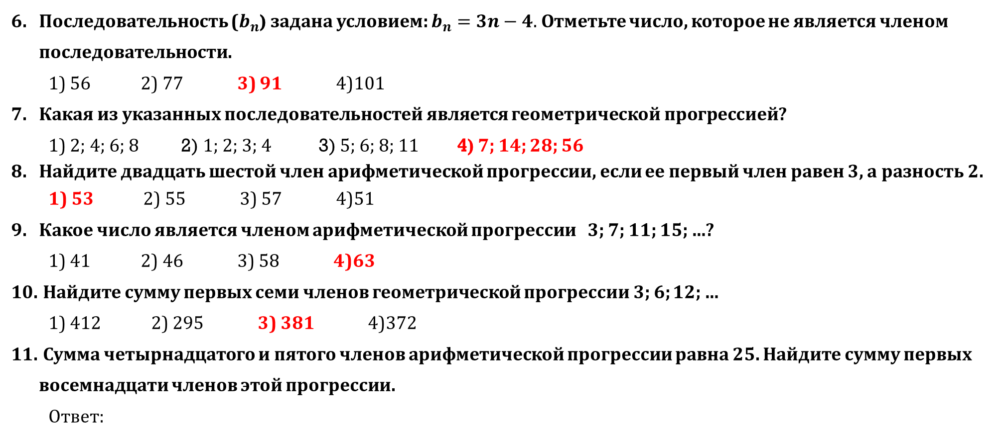 6. Последовательность (bₙ) задана условием: bₙ = 3n − 4. Отметьте число, которое не является членом
последовательности.
1) 56 2) 77 3) 91 4)101
7. Какая из указанных последовательностей является геометрической прогрессией?
1) 2; 4; 6; 8 2) 1; 2; 3; 4 3) 5; 6; 8; 11 4) 7; 14; 28; 56
8. Найдите двадцать шестой член арифметической прогрессии, если ее первый член равен 3, а разность 2.
1) 53 2) 55 3) 57 4)51
9. Какое число является членом арифметической прогрессии 3; 7; 11; 15; ...?
1) 41 2) 46 3) 58 4)63
10. Найдите сумму первых семи членов геометрической прогрессии 3; 6; 12; ...
1) 412 2) 295 3) 381 4)372
11. Сумма четырнадцатого и пятого членов арифметической прогрессии равна 25. Найдите сумму первых
восемнадцати членов этой прогрессии.
Ответ: